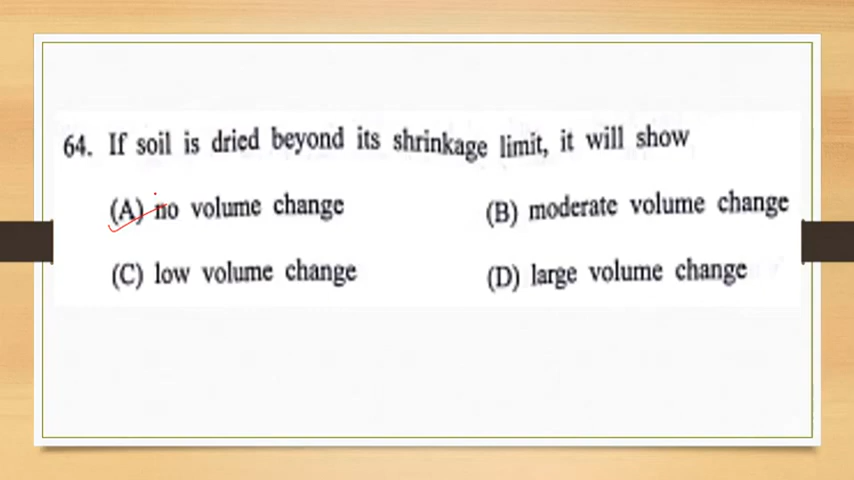 64. If soil is dried beyond its shrinkage limit, it will show
(A) no volume change (B) moderate volume change
(C) low volume change (D) large volume change